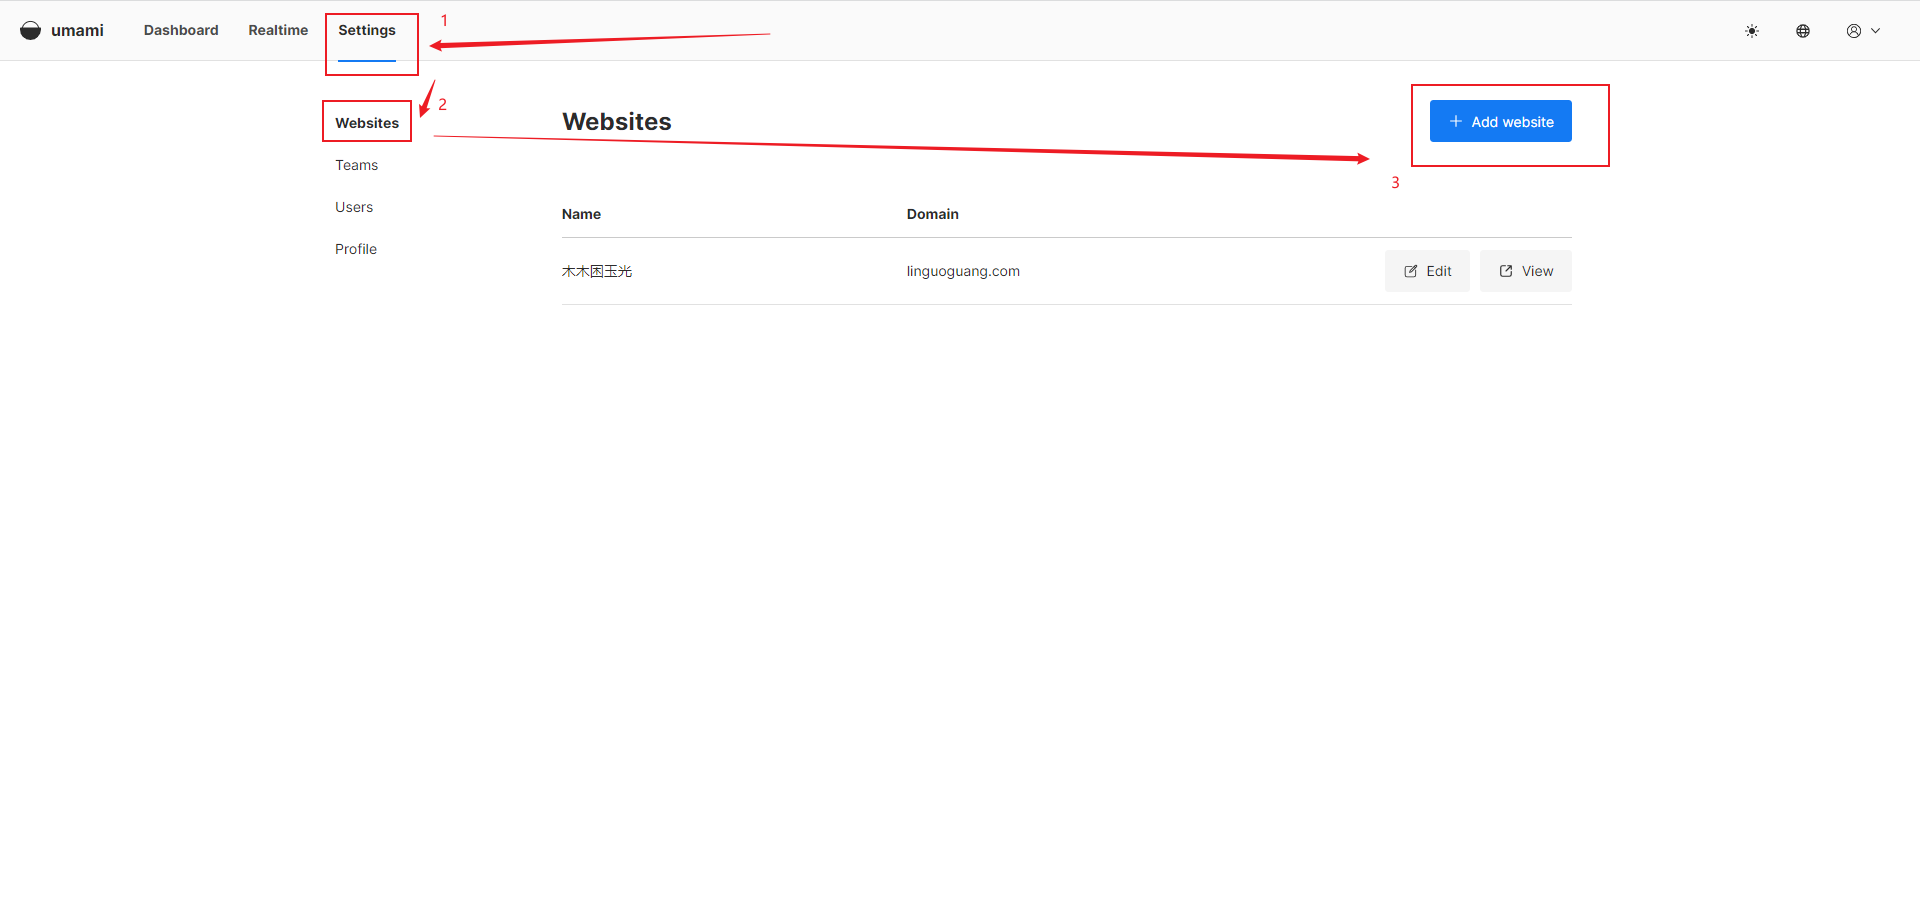 umami Dashboard Realtime Settings 1
2
Websites
Teams
Users
Profile
Websites
Add website
3
Name Domain
木木困玉光 linguoguang.com Edit View